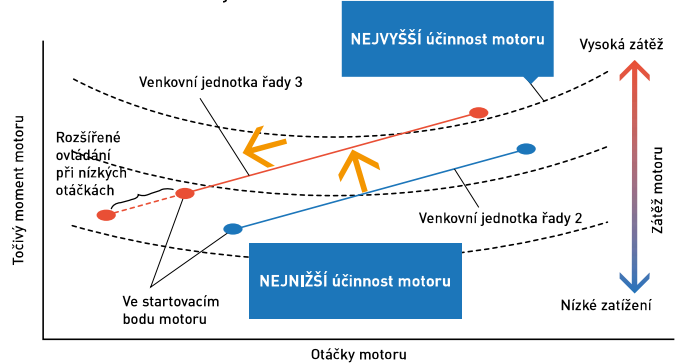 NEJVYŠŠÍ účinnost motoru
Vysoká zátěž
Venkovní jednotka řady 3
Rozšířené
ovládání
při nízkých
otáčkách
Točivý moment motoru
Zátěž motoru
Venkovní jednotka řady 2
NEJNIŽŠÍ účinnost motoru
Ve startovacím
bodu motoru
Nízké zatížení
Otáčky motoru